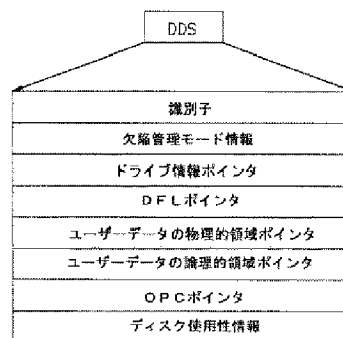 DDS
識別子
欠陥管理モード情報
ドライブ情報ポインタ
DFLポインタ
ユーザーデータの物理的領域ポインタ
ユーザーデータの論理的領域ポインタ
OPCポインタ
ディスク使用性情報